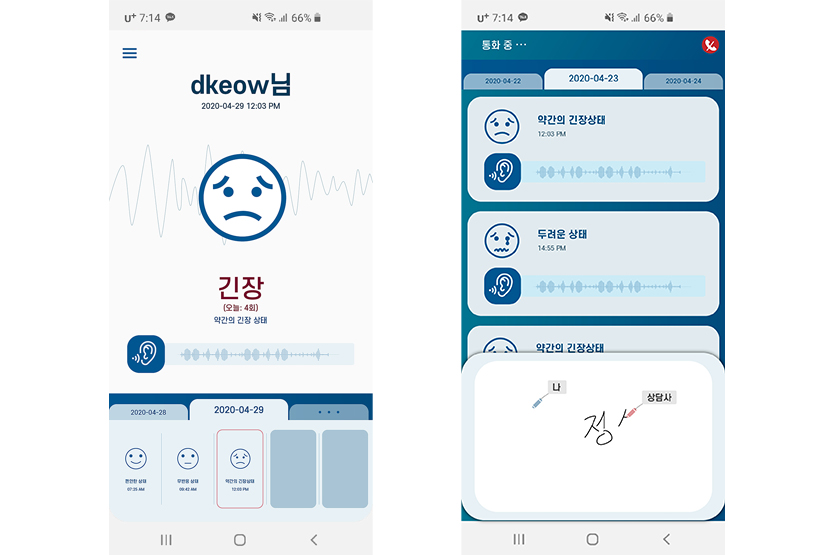 U+ 7:14 66%
dkeow님
2020-04-29 12:03 PM
긴장
(오늘: 4회)
약간의 긴장 상태
2020-04-28
2020-04-29
• • •
편안한 상태
07:25 AM
무반응 상태
09:42 AM
약간의 긴장상태
12:03 PM
U+ 7:14 66%
통화 중 ···
2020-04-22
2020-04-23
2020-04-24
약간의 긴장상태
12:03 PM
두려운 상태
14:55 PM
약간의 긴장상태
나
상담사
정